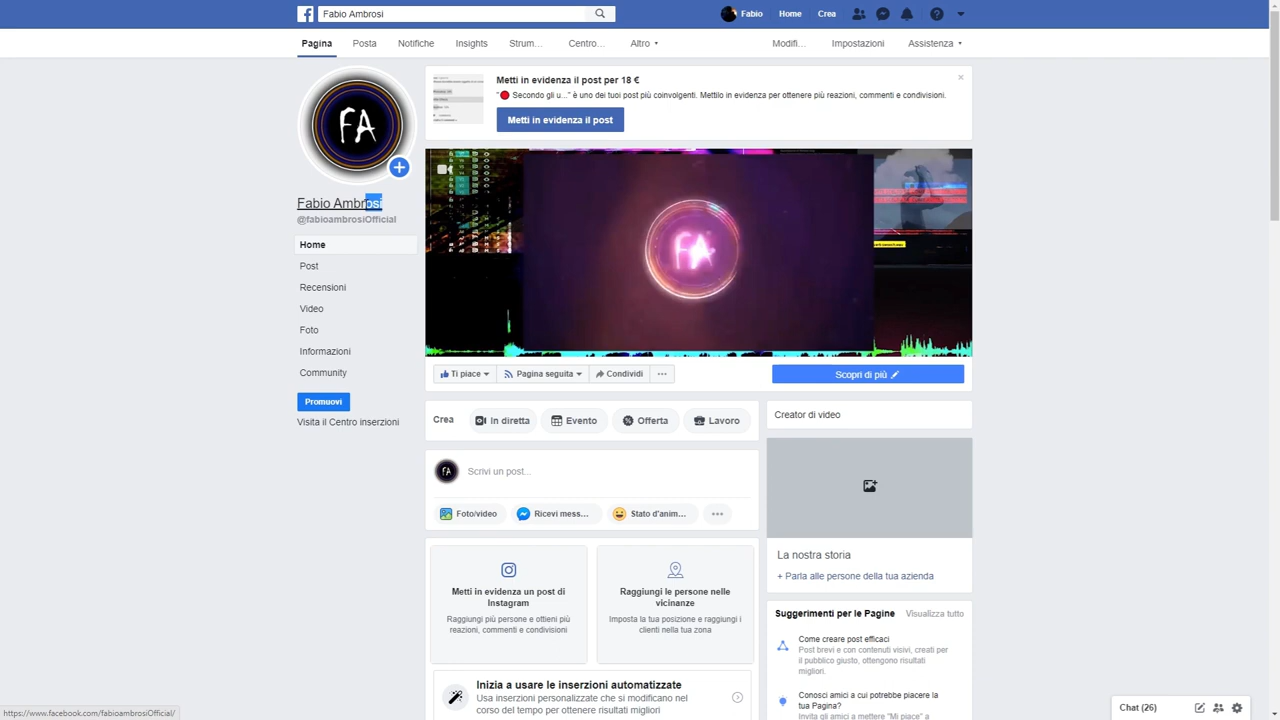 Fabio Ambrosi
Fabio Home Crea
Pagina Posta Notifiche Insights Strum... Centro... Altro Modifi... Impostazioni Assistenza
FA
Fabio Ambrosi
@fabioambrosiOfficial
Home
Post
Recensioni
Video
Foto
Informazioni
Community
Promuovi
Visita il Centro inserzioni
Metti in evidenza il post per 18 €
"🔴 Secondo gli u..." è uno dei tuoi post più coinvolgenti. Mettilo in evidenza per ottenere più reazioni, commenti e condivisioni.
Metti in evidenza il post
FA
Ti piace Pagina seguita Condividi ...
Scopri di più
Crea In diretta Evento Offerta Lavoro
FA Scrivi un post...
Foto/video Ricevi mess... Stato d'anim... ...
Metti in evidenza un post di
Instagram
Raggiungi più persone e ottieni più
reazioni, commenti e condivisioni
Raggiungi le persone nelle
vicinanze
Imposta la tua posizione e raggiungi i
clienti nella tua zona
Inizia a usare le inserzioni automatizzate
Usa inserzioni personalizzate che si modificano nel
corso del tempo per ottenere risultati migliori
Creator di video
La nostra storia
+ Parla alle persone della tua azienda
Suggerimenti per le Pagine Visualizza tutto
Come creare post efficaci
Post brevi e con contenuti visivi, creati per
il pubblico giusto, ottengono risultati
migliori.
Conosci amici a cui potrebbe piacere la
tua Pagina?
Invita gli amici a mettere "Mi piace" a
Chat (26)
https://www.facebook.com/fabioambrosiOfficial/